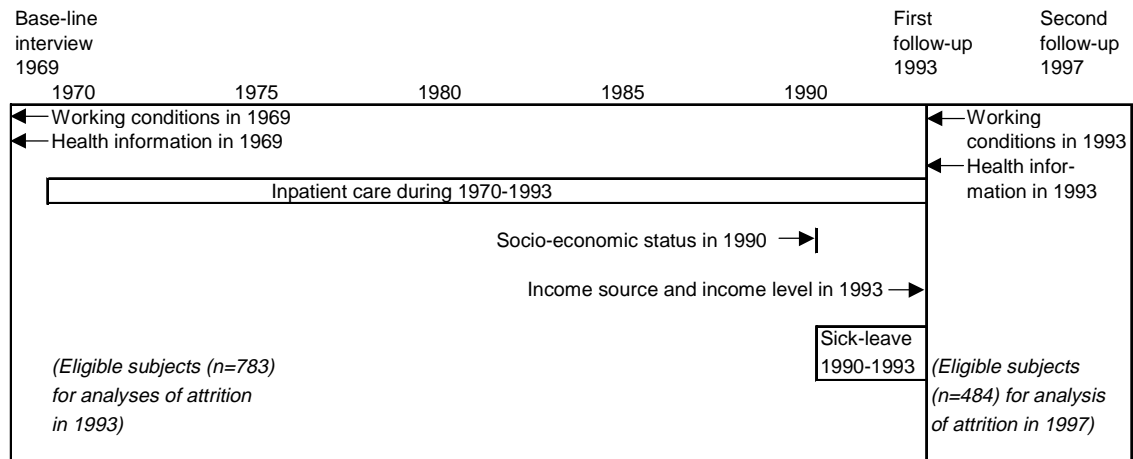 Base-line
interview
1969
First
follow-up
1993
Second
follow-up
1997
1970 1975 1980 1985 1990
Working conditions in 1969
Health information in 1969
Working
conditions in 1993
Health infor-
mation in 1993
Inpatient care during 1970-1993
Socio-economic status in 1990
Income source and income level in 1993
Sick-leave
1990-1993
(Eligible subjects (n=783)
for analyses of attrition
in 1993)
(Eligible subjects
(n=484) for analysis
of attrition in 1997)